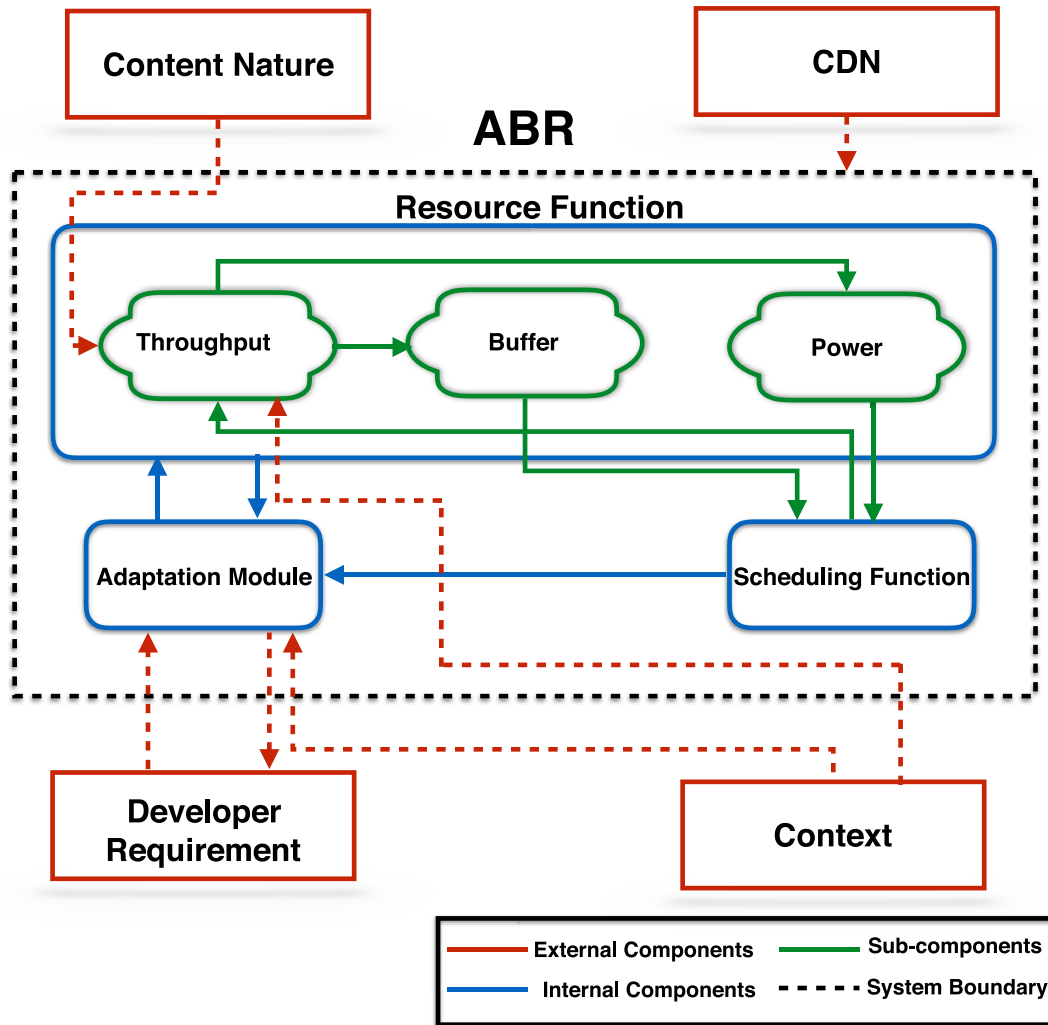 Content Nature
CDN
ABR
Resource Function
Throughput
Buffer
Power
Adaptation Module
Scheduling Function
Developer
Requirement
Context
External Components
Sub-components
Internal Components
System Boundary